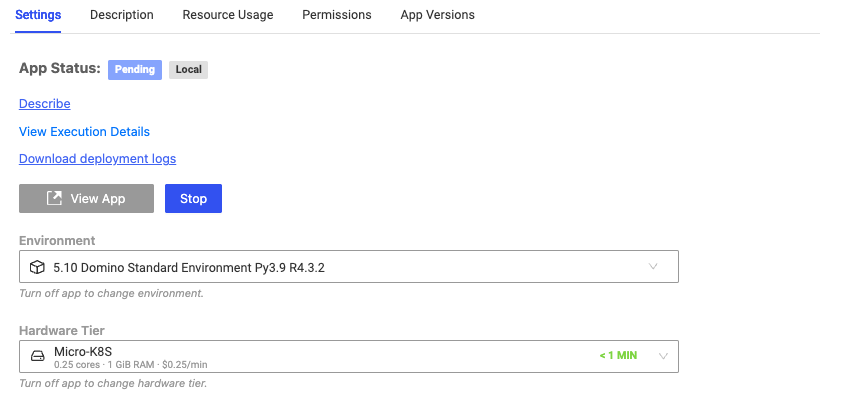 Settings Description Resource Usage Permissions App Versions
App Status: Pending Local
Describe
View Execution Details
Download deployment logs
View App Stop
Environment
5.10 Domino Standard Environment Py3.9 R4.3.2
Turn off app to change environment.
Hardware Tier
Micro-K8S < 1 MIN
0.25 cores · 1 GiB RAM · $0.25/min
Turn off app to change hardware tier.